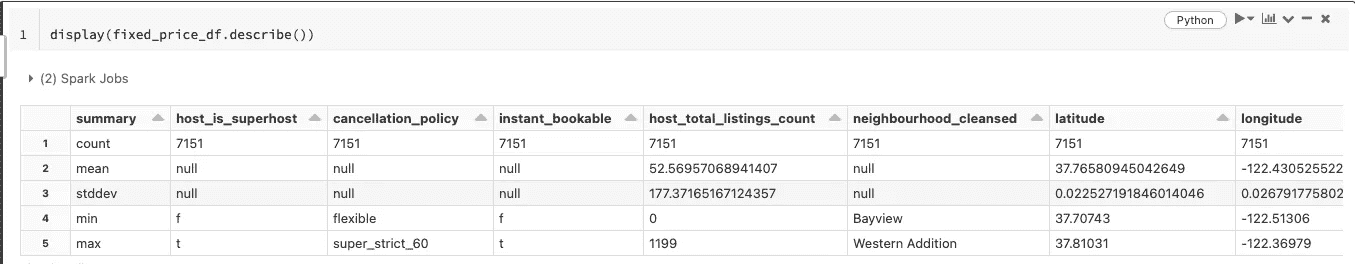 Python
1 display(fixed_price_df.describe())
(2) Spark Jobs
summary host_is_superhost cancellation_policy instant_bookable host_total_listings_count neighbourhood_cleansed latitude longitude
1 count 7151 7151 7151 7151 7151 7151 7151
2 mean null null null 52.56957068941407 null 37.76580945042649 -122.430525522
3 stddev null null null 177.37165167124357 null 0.022527191846014046 0.026791775802
4 min f flexible f 0 Bayview 37.70743 -122.51306
5 max t super_strict_60 t 1199 Western Addition 37.81031 -122.36979